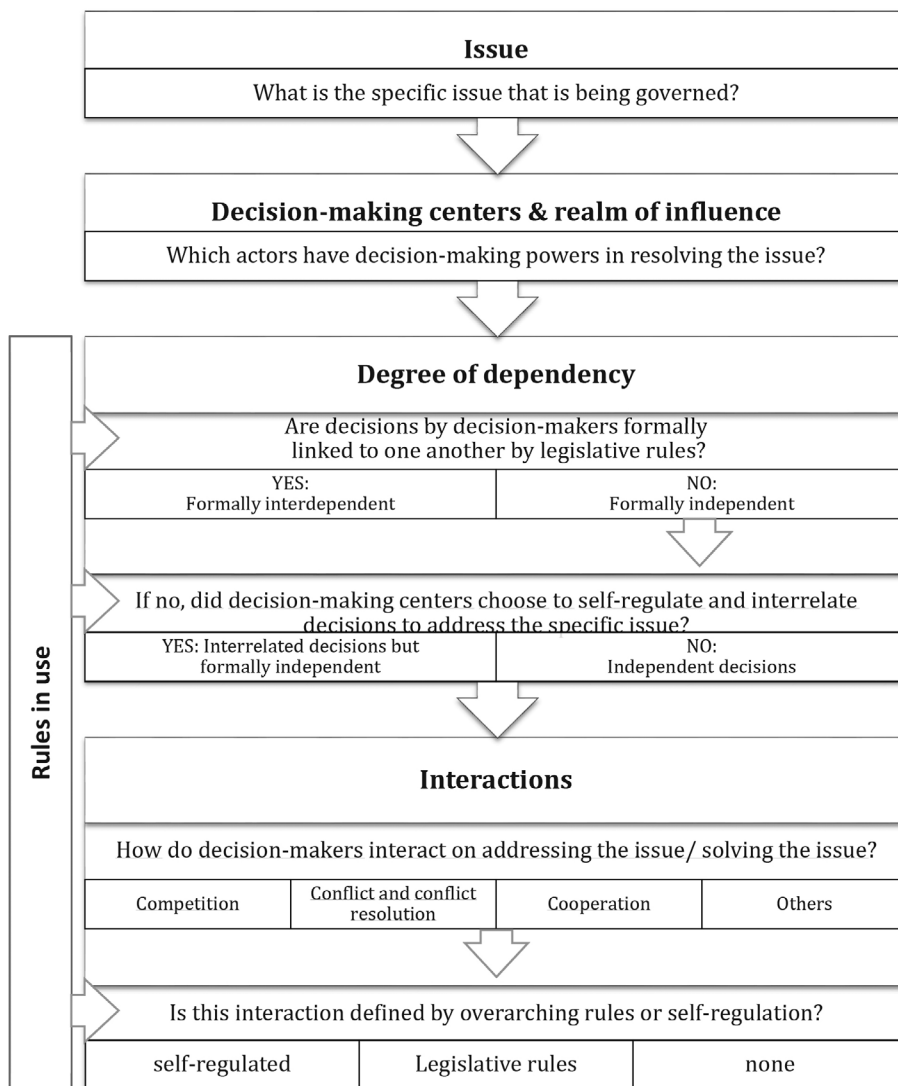 Issue
What is the specific issue that is being governed?
Decision-making centers & realm of influence
Which actors have decision-making powers in resolving the issue?
Rules in use
Degree of dependency
Are decisions by decision-makers formally
linked to one another by legislative rules?
YES:
Formally interdependent
NO:
Formally independent
If no, did decision-making centers choose to self-regulate and interrelate
decisions to address the specific issue?
YES: Interrelated decisions but
formally independent
NO:
Independent decisions
Interactions
How do decision-makers interact on addressing the issue/ solving the issue?
Competition
Conflict and conflict
resolution
Cooperation
Others
Is this interaction defined by overarching rules or self-regulation?
self-regulated
Legislative rules
none